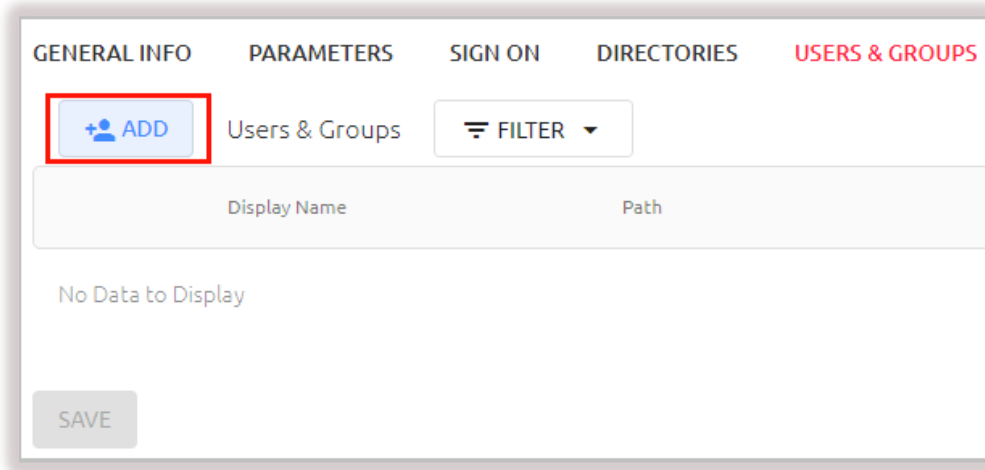 GENERAL INFO PARAMETERS SIGN ON DIRECTORIES USERS & GROUPS
ADD Users & Groups FILTER
Display Name Path
No Data to Display
SAVE